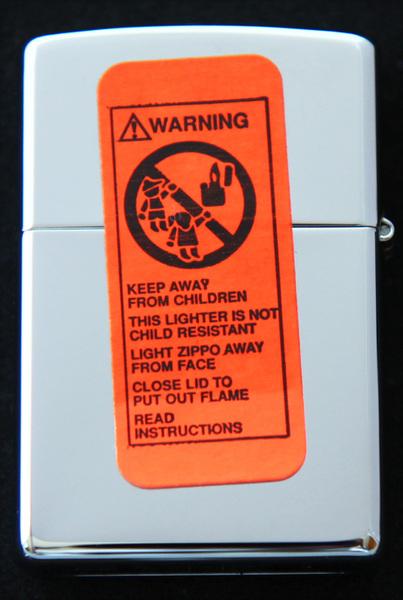 WARNING
KEEP AWAY
FROM CHILDREN
THIS LIGHTER IS NOT
CHILD RESISTANT
LIGHT ZIPPO AWAY
FROM FACE
CLOSE LID TO
PUT OUT FLAME
READ
INSTRUCTIONS